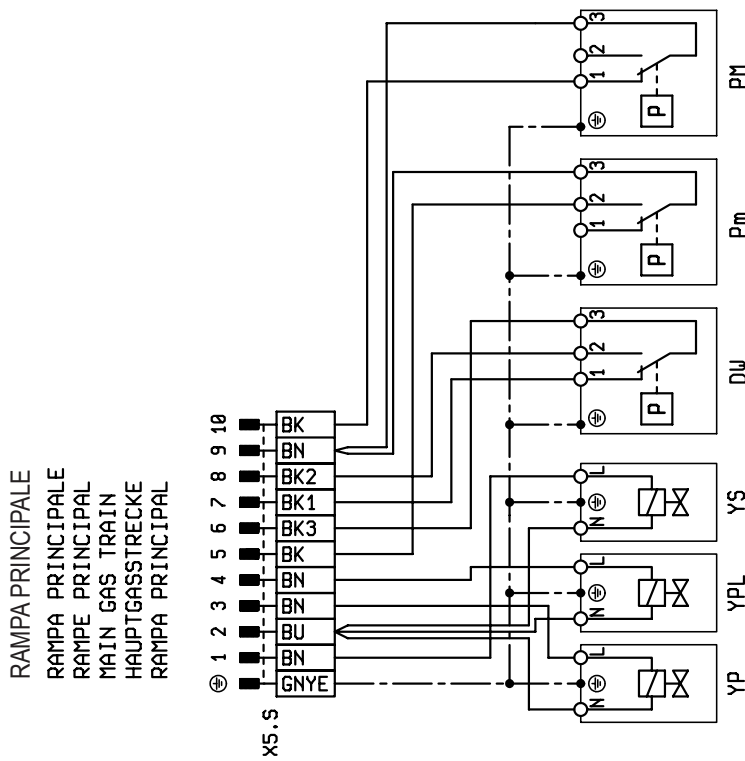 RAMPA PRINCIPALE
RAMPA PRINCIPALE
RAMPE PRINCIPAL
MAIN GAS TRAIN
HAUPTGASSTRECKE
RAMPA PRINCIPAL
X5.S
GNYE
1 BN
2 BU
3 BN
4 BN
5 BK
6 BK3
7 BK1
8 BK2
9 BN
10 BK
N L
YP
N L
YPL
N L
YS
1 2 3
P
DW
1 2 3
P
Pm
1 2 3
P
PM